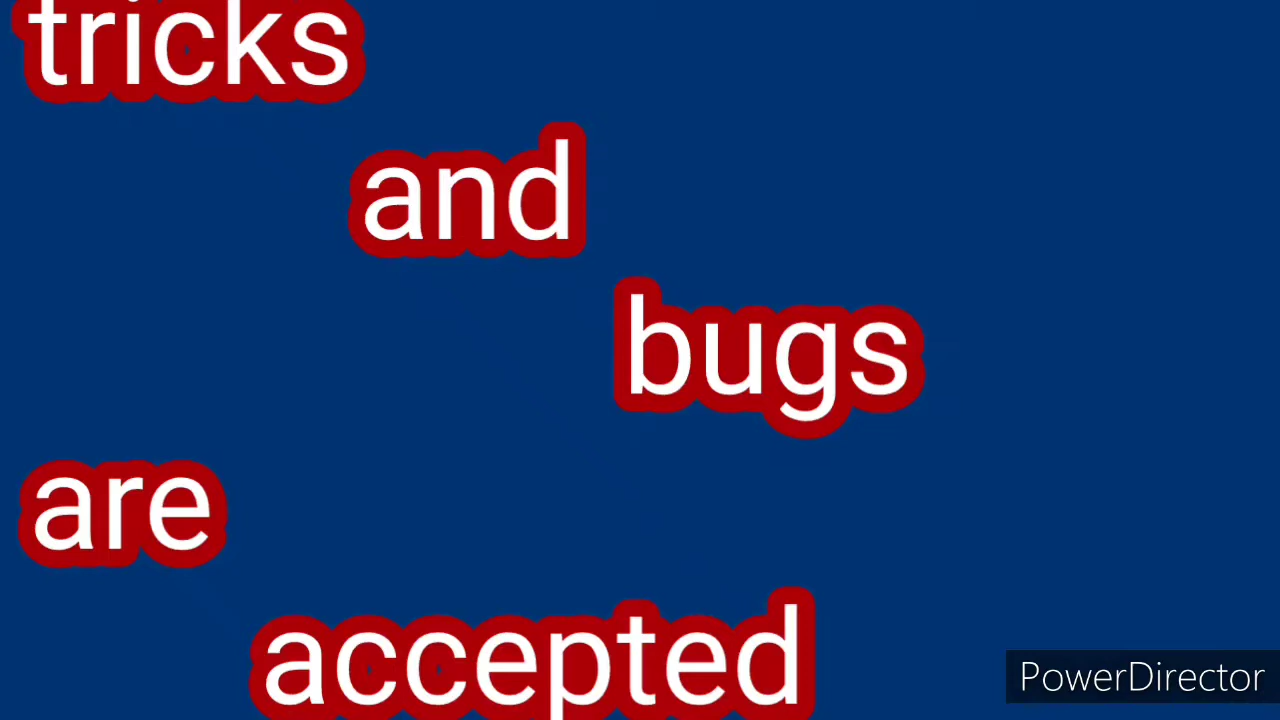 tricks
and
bugs
are
accepted
PowerDirector